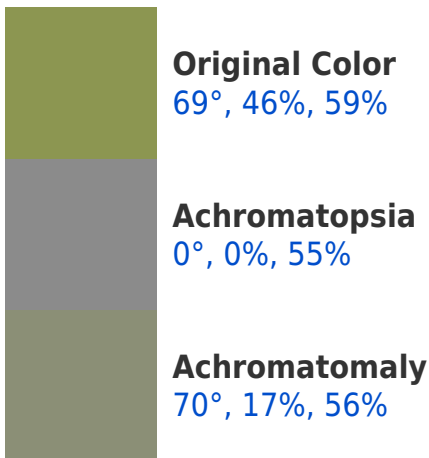 Original Color
69°, 46%, 59%
Achromatopsia
0°, 0%, 55%
Achromatomaly
70°, 17%, 56%